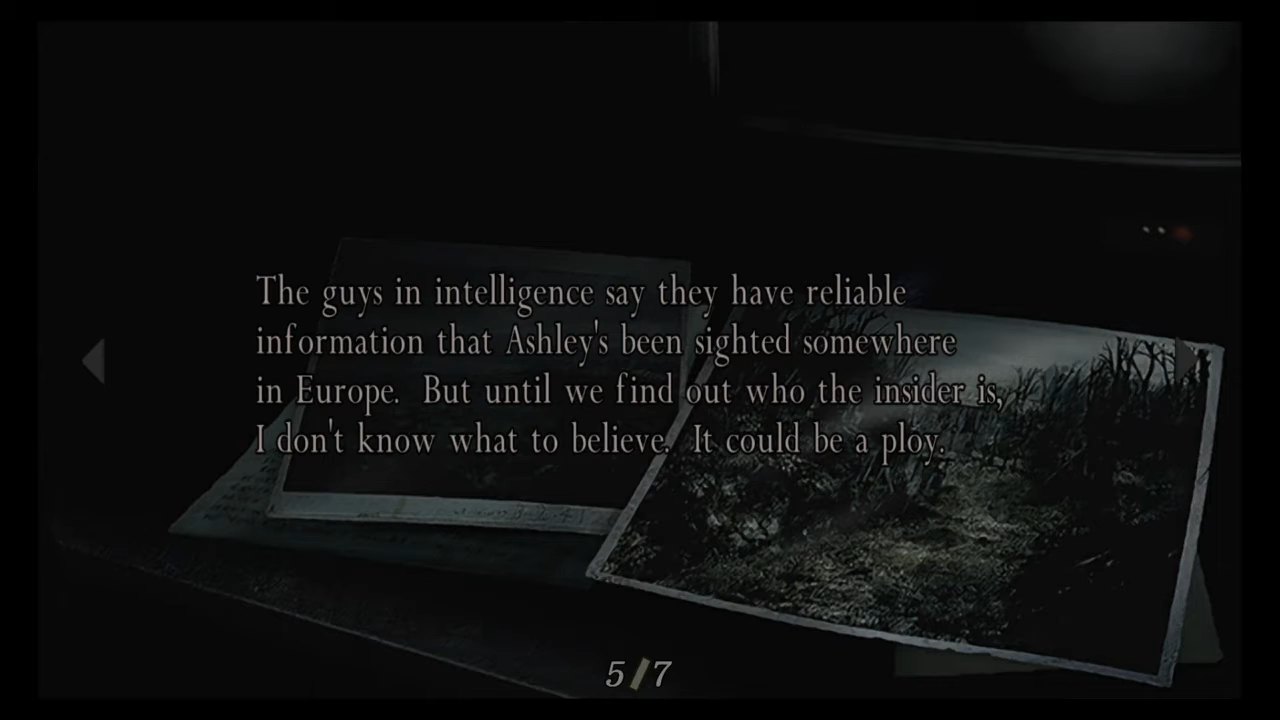 The guys in intelligence say they have reliable
information that Ashley's been sighted somewhere
in Europe. But until we find out who the insider is,
I don't know what to believe. It could be a ploy.
5/7